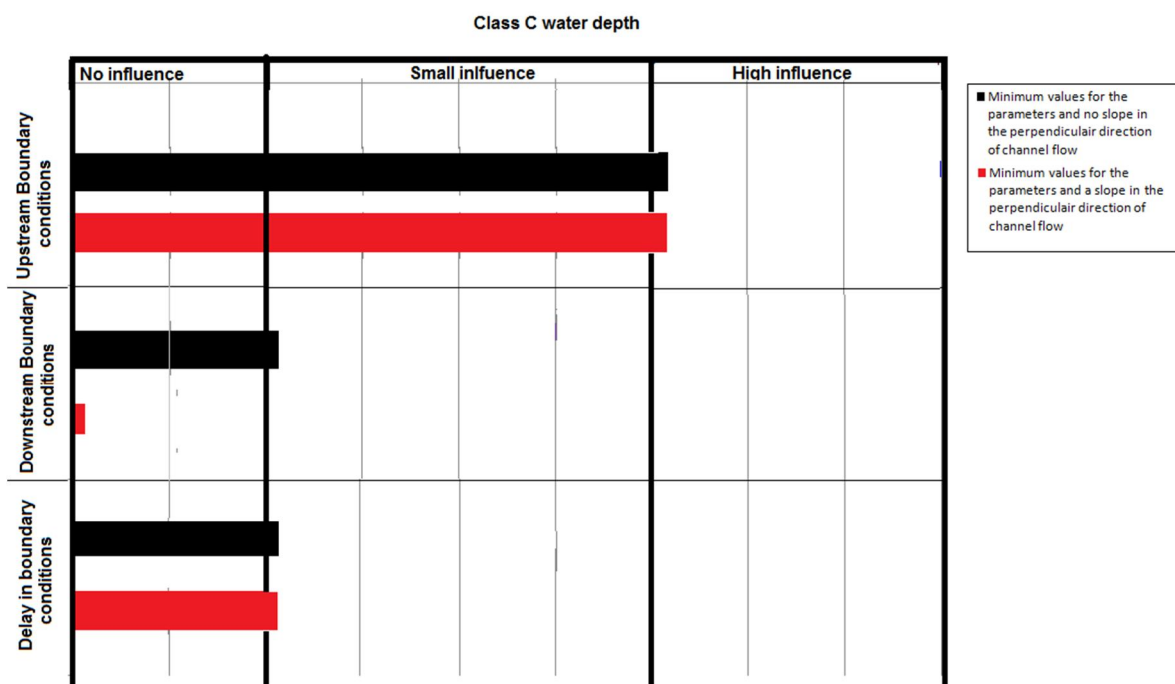 Class C water depth
No influence
Small inlfuence
High influence
Upstream Boundary
conditions
Downstream Boundary
conditions
Delay in boundary
conditions
Minimum values for the
parameters and no slope in
the perpendiculair direction
of channel flow
Minimum values for the
parameters and a slope in the
perpendiculair direction of
channel flow